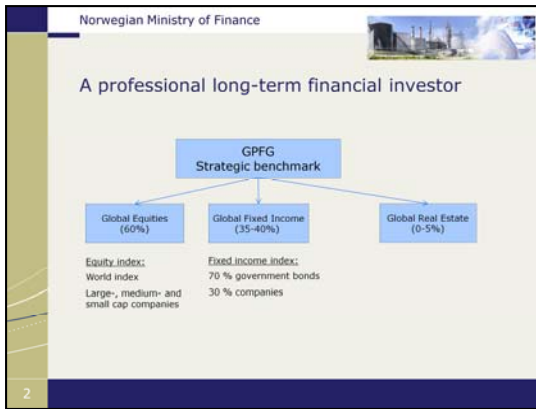 Norwegian Ministry of Finance
A professional long-term financial investor
GPFG
Strategic benchmark
Global Equities
(60%)
Global Fixed Income
(35-40%)
Global Real Estate
(0-5%)
Equity index:
World index
Large-, medium- and
small cap companies
Fixed income index:
70 % government bonds
30 % companies
2